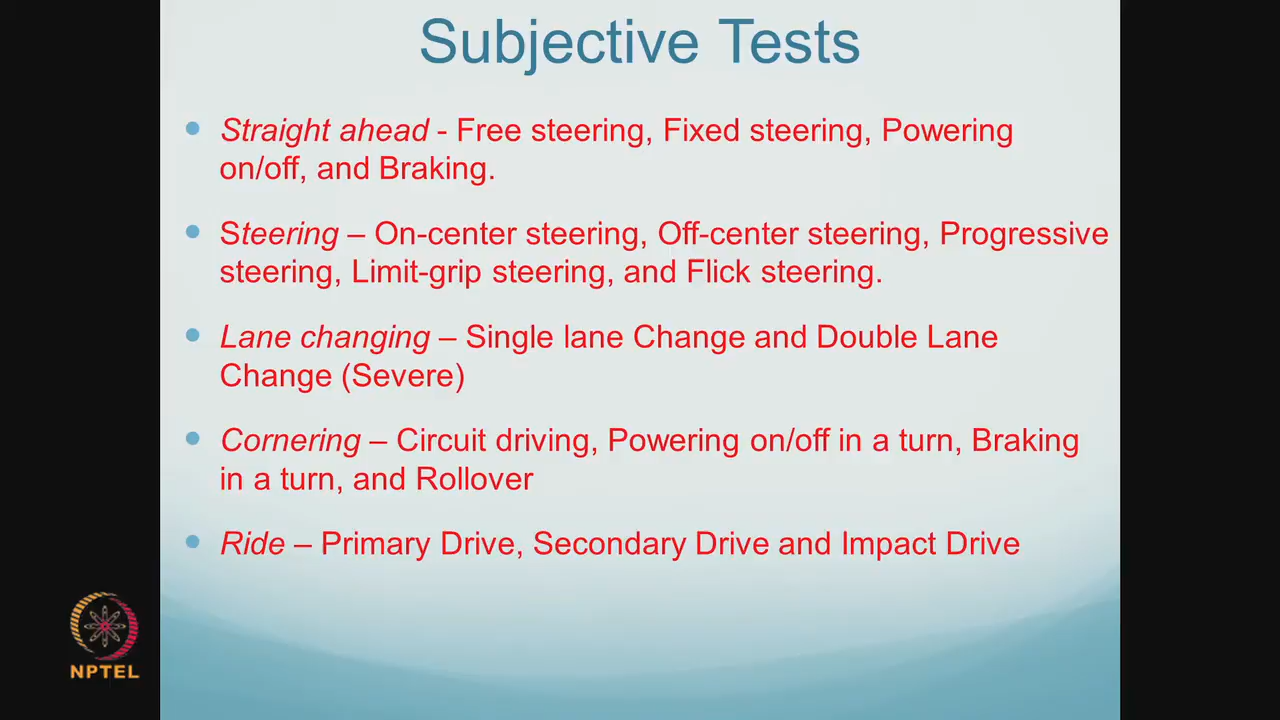 Subjective Tests
Straight ahead - Free steering, Fixed steering, Powering
on/off, and Braking.
Steering – On-center steering, Off-center steering, Progressive
steering, Limit-grip steering, and Flick steering.
Lane changing – Single lane Change and Double Lane
Change (Severe)
Cornering – Circuit driving, Powering on/off in a turn, Braking
in a turn, and Rollover
Ride – Primary Drive, Secondary Drive and Impact Drive
NPTEL